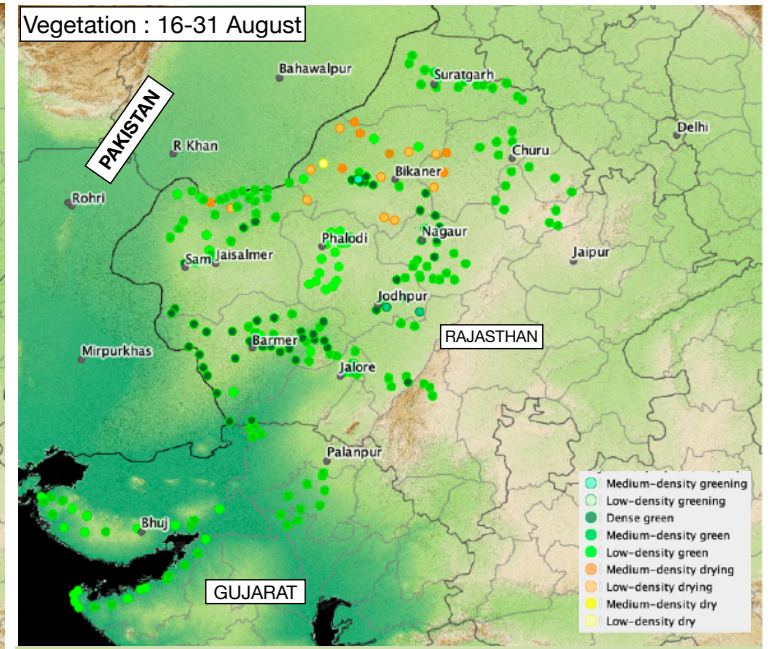 Vegetation : 16-31 August
Bahawalpur
Suratgarh
PAKISTAN
Delhi
R Khan
Churu
Bikaner
Rohri
Phalodi
Nagaur
Sam
Jaisalmer
Jaipur
Jodhpur
RAJASTHAN
Barmer
Mirpurkhas
Jalore
Palanpur
Bhuj
GUJARAT
Medium-density greening
Low-density greening
Dense green
Medium-density green
Low-density green
Medium-density drying
Low-density drying
Medium-density dry
Low-density dry